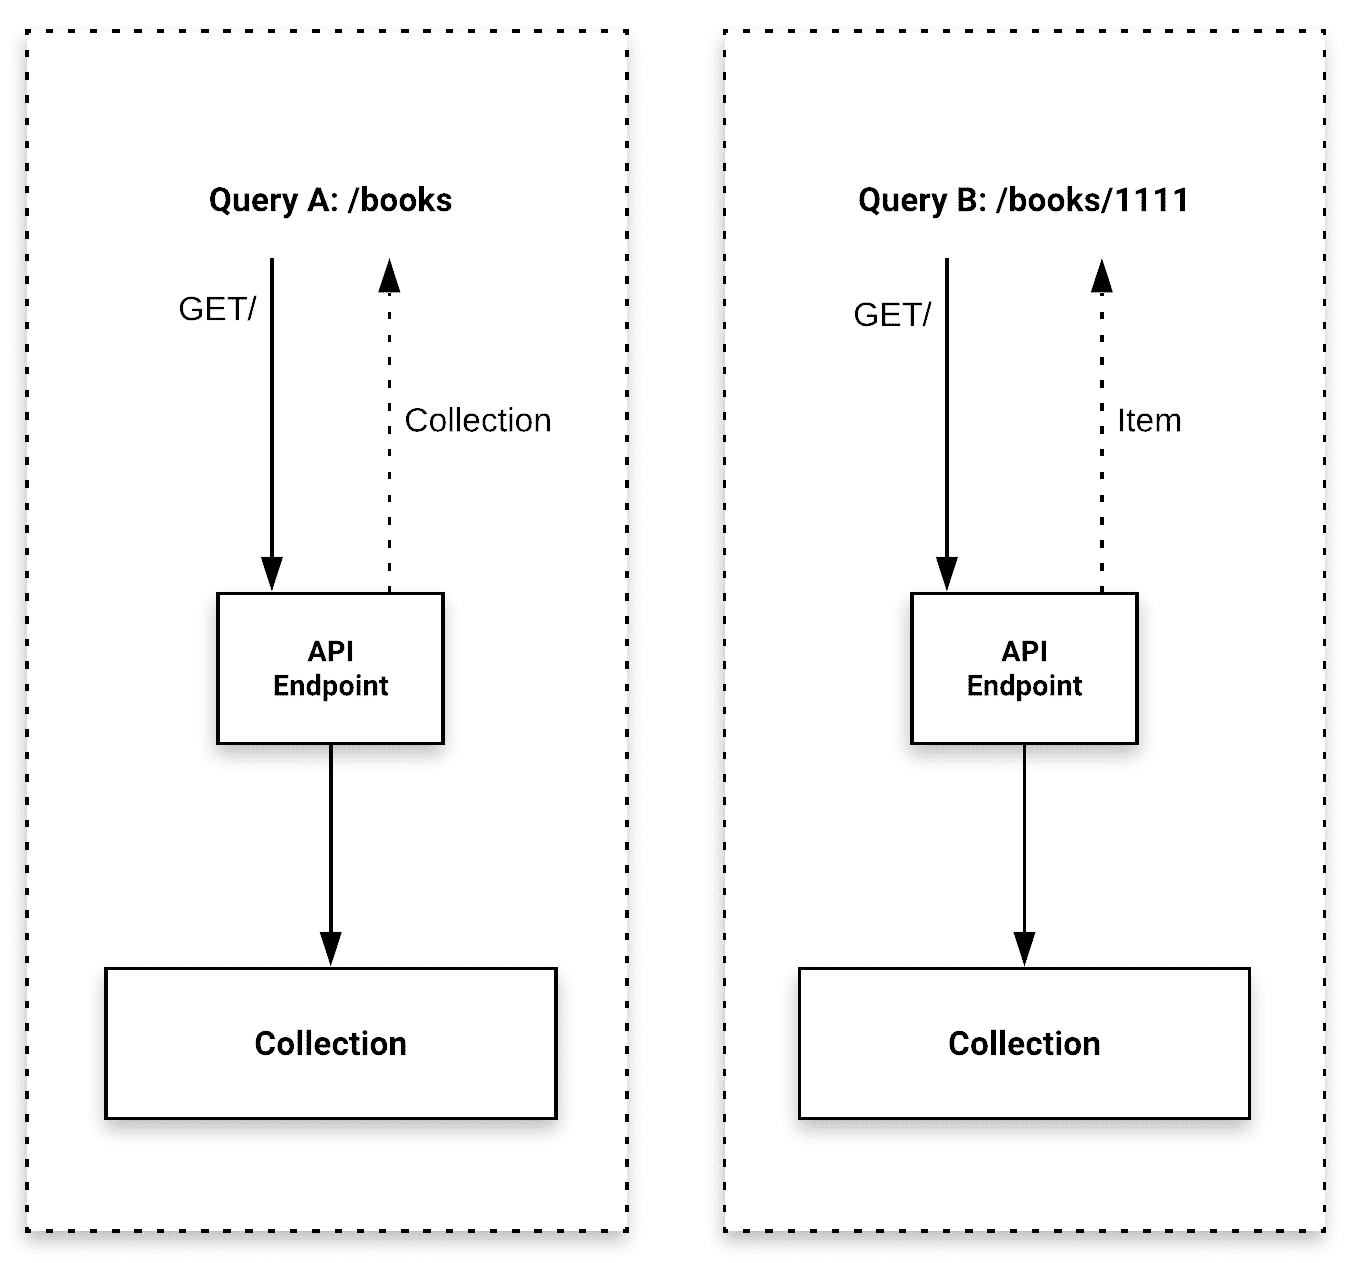 Query A: /books
GET/
Collection
API
Endpoint
Collection
Query B: /books/1111
GET/
Item
API
Endpoint
Collection